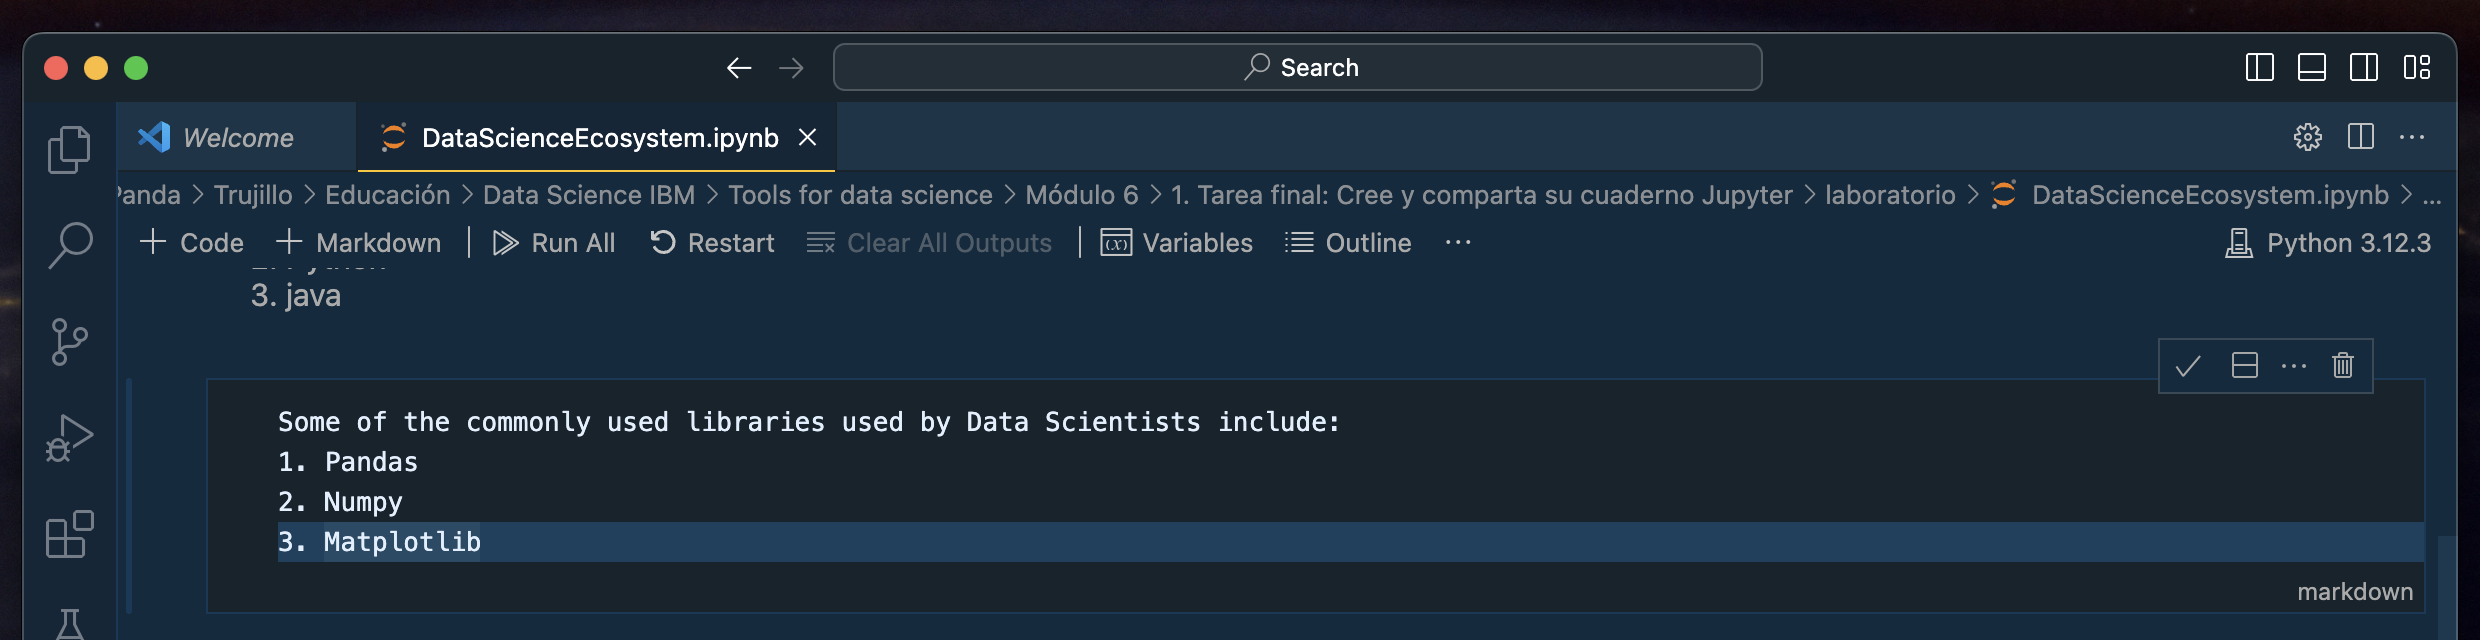 Search
Welcome
DataScienceEcosystem.ipynb
Panda > Trujillo > Educación > Data Science IBM > Tools for data science > Módulo 6 > 1. Tarea final: Cree y comparta su cuaderno Jupyter > laboratorio > DataScienceEcosystem.ipynb > ...
+ Code + Markdown | Run All Restart Clear All Outputs | (x) Variables Outline ... Python 3.12.3
3. java
Some of the commonly used libraries used by Data Scientists include:
1. Pandas
2. Numpy
3. Matplotlib
markdown